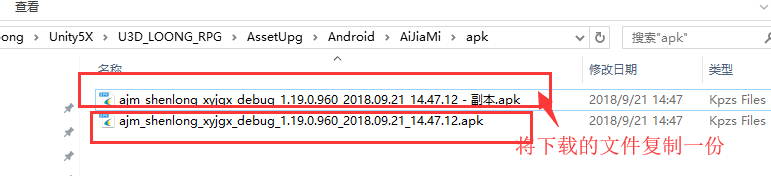 查看
oong > Unity5X > U3D_LOONG_RPG > AssetUpg > Android > AiJiaMi > apk
搜索"apk"
名称 修改日期 类型
ajm_shenlong_xyjgx_debug_1.19.0.960_2018.09.21_14.47.12 - 副本.apk 2018/9/21 14:47 Kpzs Files
ajm_shenlong_xyjgx_debug_1.19.0.960_2018.09.21_14.47.12.apk 2018/9/21 14:47 Kpzs Files
将下载的文件复制一份